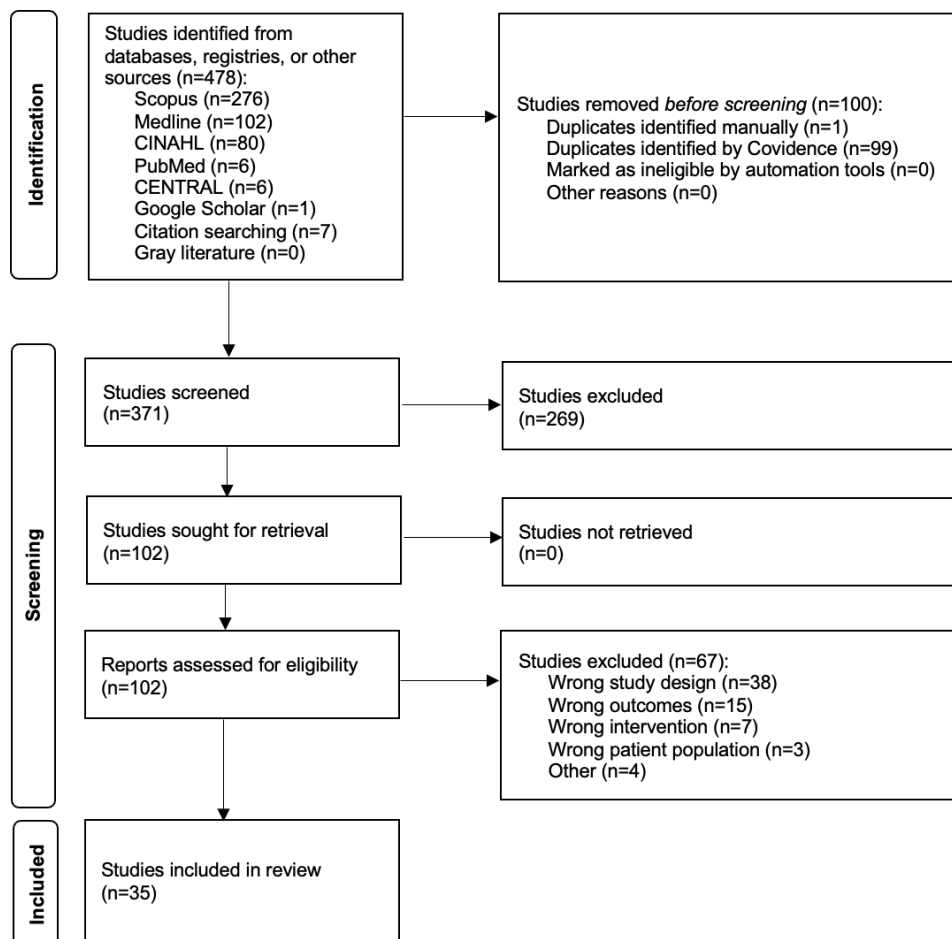 Identification
Studies identified from
databases, registries, or other
sources (n=478):
Scopus (n=276)
Medline (n=102)
CINAHL (n=80)
PubMed (n=6)
CENTRAL (n=6)
Google Scholar (n=1)
Citation searching (n=7)
Gray literature (n=0)
Studies removed before screening (n=100):
Duplicates identified manually (n=1)
Duplicates identified by Covidence (n=99)
Marked as ineligible by automation tools (n=0)
Other reasons (n=0)
Screening
Studies screened
(n=371)
Studies excluded
(n=269)
Studies sought for retrieval
(n=102)
Studies not retrieved
(n=0)
Reports assessed for eligibility
(n=102)
Studies excluded (n=67):
Wrong study design (n=38)
Wrong outcomes (n=15)
Wrong intervention (n=7)
Wrong patient population (n=3)
Other (n=4)
Included
Studies included in review
(n=35)